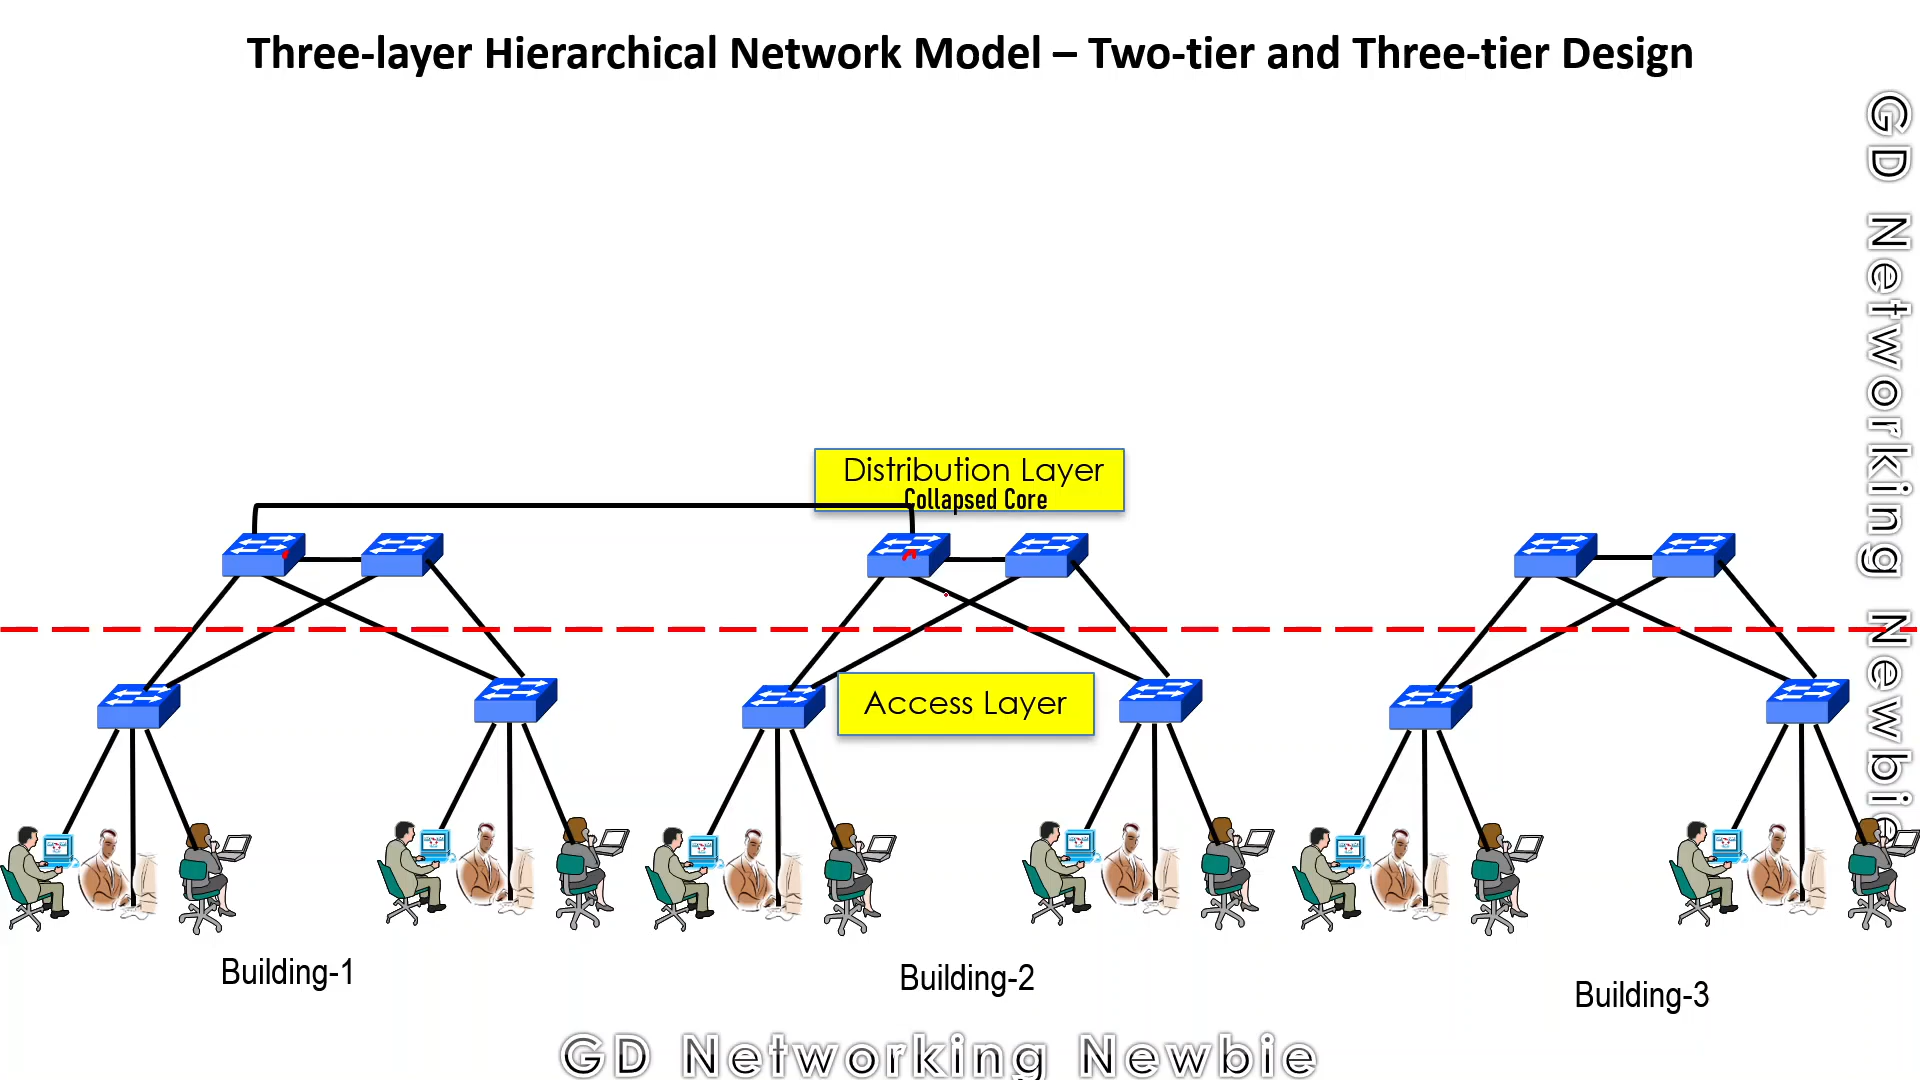 Three-layer Hierarchical Network Model – Two-tier and Three-tier Design
GD Networking Newbie
Distribution Layer
Collapsed Core
Access Layer
Building-1
Building-2
Building-3
GD Networking Newbie